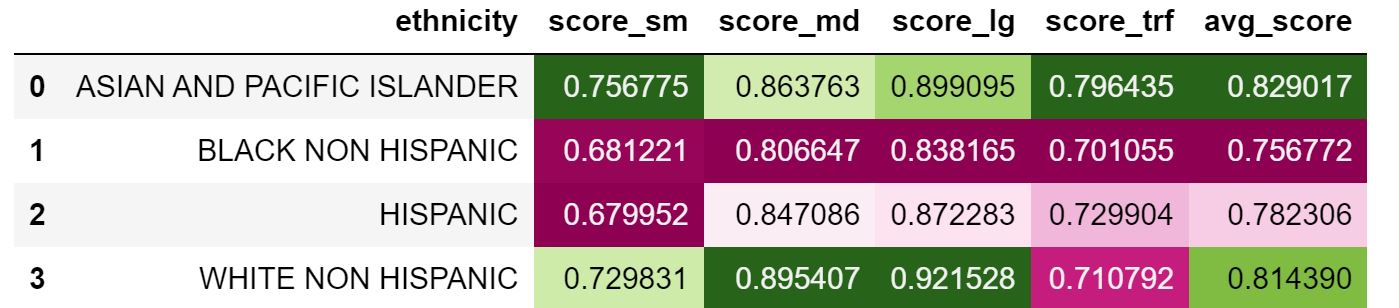 ethnicity score_sm score_md score_lg score_trf avg_score
0 ASIAN AND PACIFIC ISLANDER 0.756775 0.863763 0.899095 0.796435 0.829017
1 BLACK NON HISPANIC 0.681221 0.806647 0.838165 0.701055 0.756772
2 HISPANIC 0.679952 0.847086 0.872283 0.729904 0.782306
3 WHITE NON HISPANIC 0.729831 0.895407 0.921528 0.710792 0.814390